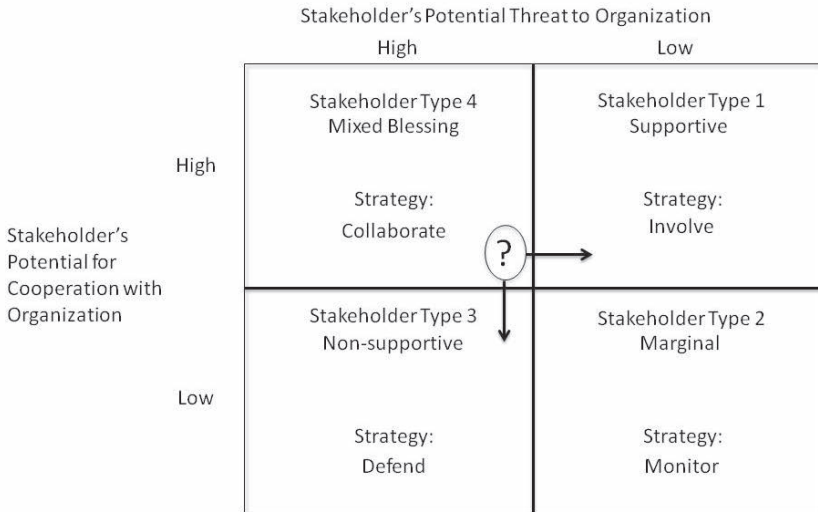 Stakeholder's Potential Threat to Organization
High
Low
Stakeholder Type 4
Mixed Blessing
Strategy:
Collaborate
Stakeholder Type 1
Supportive
Strategy:
Involve
High
Stakeholder's
Potential for
Cooperation with
Organization
?
Stakeholder Type 3
Non-supportive
Strategy:
Defend
Stakeholder Type 2
Marginal
Strategy:
Monitor
Low